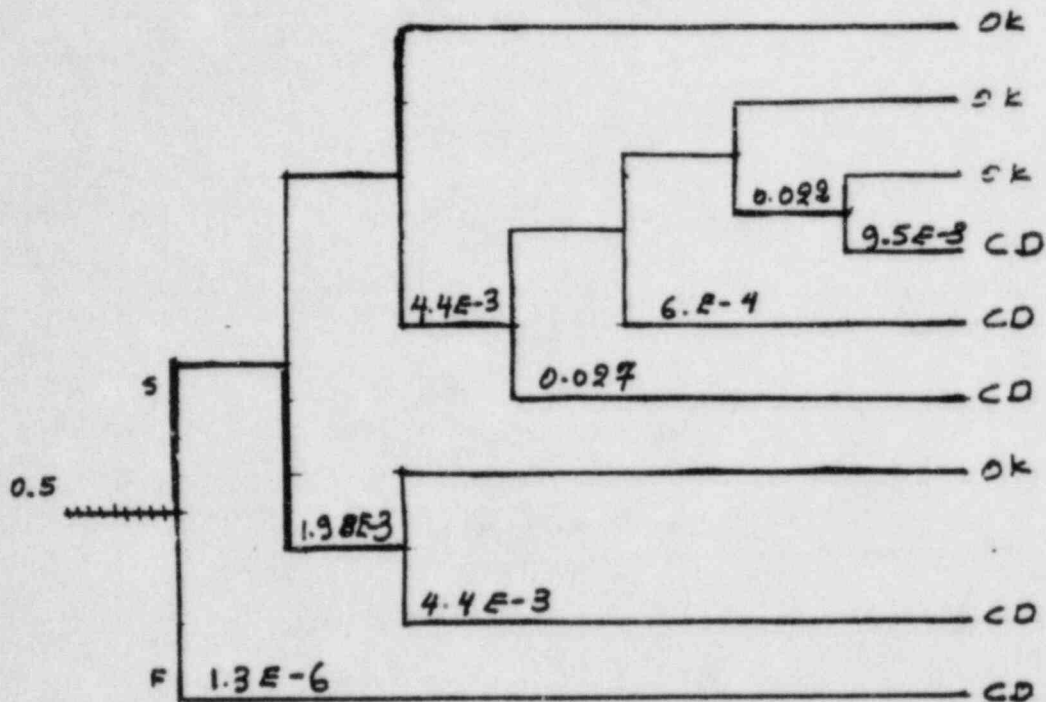 OK
OK
OK
0.022
9.5E-3 CD
4.4E-3 6.E-4 CD
0.027 CD
S
0.5 OK
1.98E-3
4.4E-3 CD
F 1.3E-6 CD